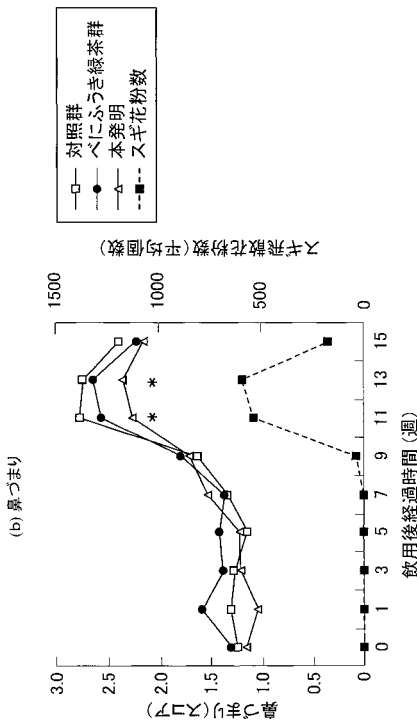 (b) 鼻づまり
対照群
べにふうき緑茶群
本発明
スギ花粉数
鼻づまり(スコア)
3.0
2.5
2.0
1.5
1.0
0.5
0.0
スギ飛散花粉数(平均個数)
1500
1000
500
0
*
*
0 1 3 5 7 9 11 13 15
飲用後経過時間 (週)